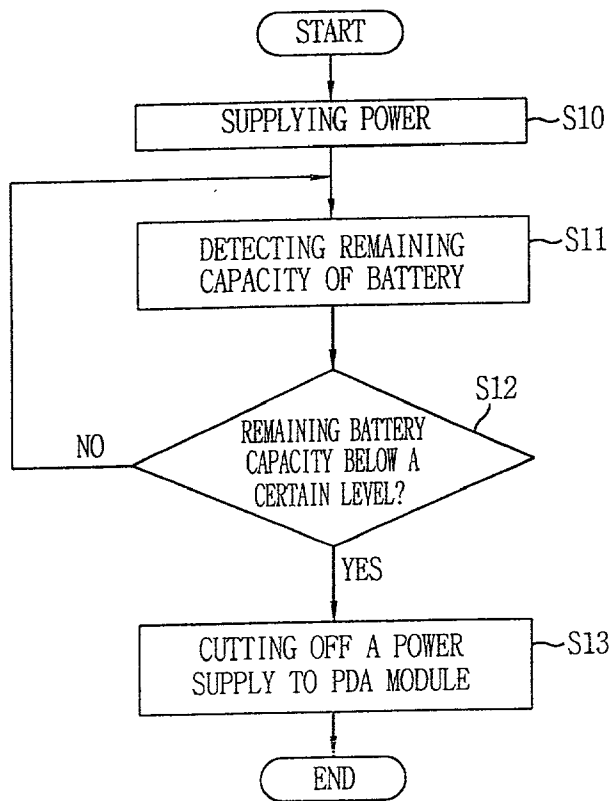 START
SUPPLYING POWER
S10
DETECTING REMAINING
CAPACITY OF BATTERY
S11
S12
REMAINING BATTERY
CAPACITY BELOW A
CERTAIN LEVEL?
NO
YES
CUTTING OFF A POWER
SUPPLY TO PDA MODULE
S13
END